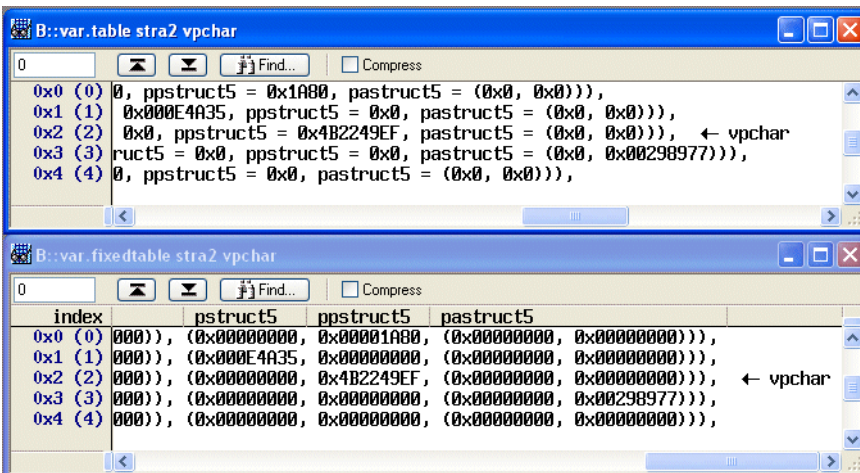 B::var.table stra2 vpchar
0 Find... Compress
0x0 (0) 0, ppstruct5 = 0x1A80, pastruct5 = (0x0, 0x0))),
0x1 (1) 0x000E4A35, ppstruct5 = 0x0, pastruct5 = (0x0, 0x0))),
0x2 (2) 0x0, ppstruct5 = 0x4B2249EF, pastruct5 = (0x0, 0x0))), ← vpchar
0x3 (3) ruct5 = 0x0, ppstruct5 = 0x0, pastruct5 = (0x0, 0x00298977))),
0x4 (4) 0, ppstruct5 = 0x0, pastruct5 = (0x0, 0x0))),
B::var.fixedtable stra2 vpchar
0 Find... Compress
index pstruct5 ppstruct5 pastruct5
0x0 (0) 000)), (0x00000000, 0x00001A80, (0x00000000, 0x00000000))),
0x1 (1) 000)), (0x000E4A35, 0x00000000, (0x00000000, 0x00000000))),
0x2 (2) 000)), (0x00000000, 0x4B2249EF, (0x00000000, 0x00000000))), ← vpchar
0x3 (3) 000)), (0x00000000, 0x00000000, (0x00000000, 0x00298977))),
0x4 (4) 000)), (0x00000000, 0x00000000, (0x00000000, 0x00000000))),